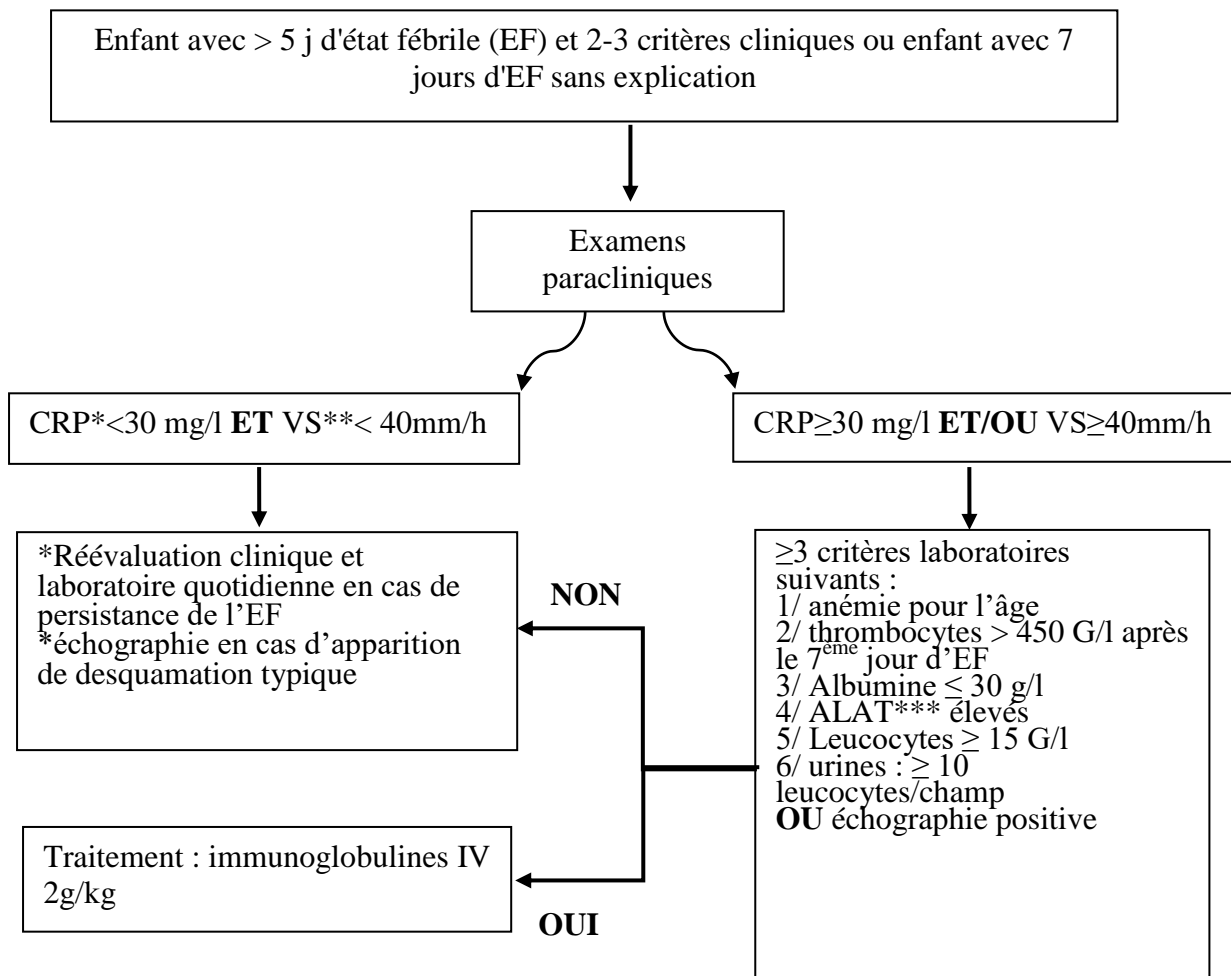 Enfant avec > 5 j d'état fébrile (EF) et 2-3 critères cliniques ou enfant avec 7
jours d'EF sans explication
Examens
paracliniques
CRP*<30 mg/l ET VS**< 40mm/h
CRP≥30 mg/l ET/OU VS≥40mm/h
*Réévaluation clinique et
laboratoire quotidienne en cas de
persistance de l’EF
*échographie en cas d’apparition
de desquamation typique
NON
≥3 critères laboratoires
suivants :
1/ anémie pour l’âge
2/ thrombocytes > 450 G/l après
le 7ème jour d’EF
3/ Albumine ≤ 30 g/l
4/ ALAT*** élevés
5/ Leucocytes ≥ 15 G/l
6/ urines : ≥ 10
leucocytes/champ
OU échographie positive
Traitement : immunoglobulines IV
2g/kg
OUI